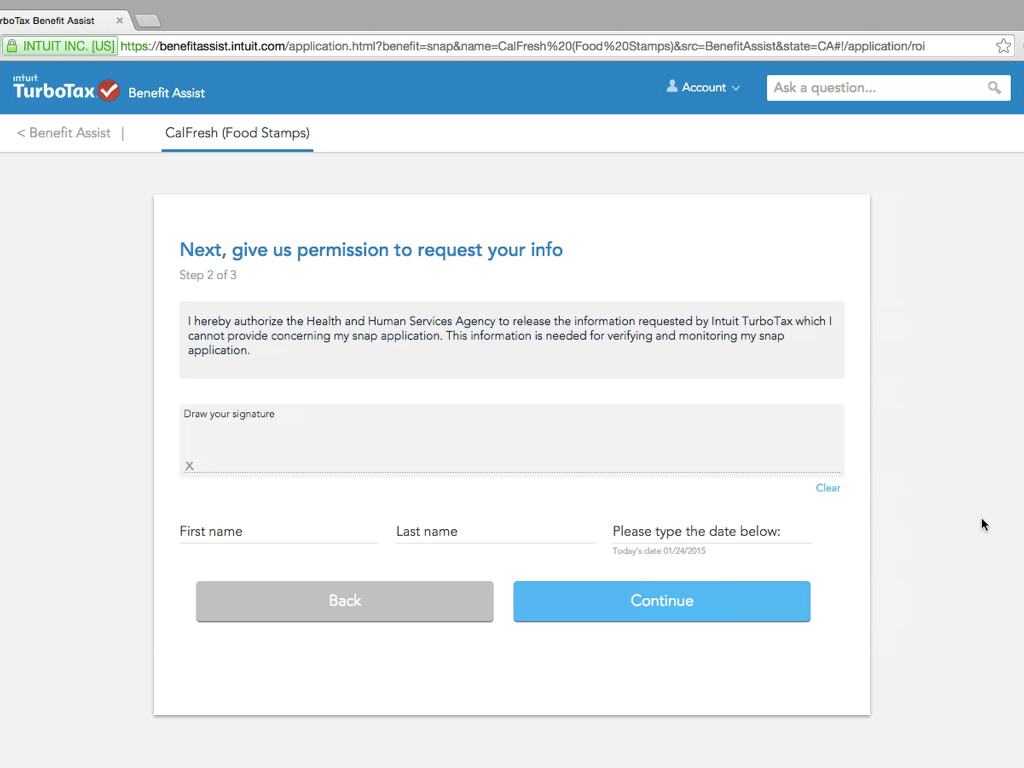 rboTax Benefit Assist
INTUIT INC. [US] https://benefitassist.intuit.com/application.html?benefit=snap&name=CalFresh%20(Food%20Stamps)&src=BenefitAssist&state=CA#!/application/roi
intuit
TurboTax Benefit Assist
Account
Ask a question...
< Benefit Assist |
CalFresh (Food Stamps)
Next, give us permission to request your info
Step 2 of 3
I hereby authorize the Health and Human Services Agency to release the information requested by Intuit TurboTax which I
cannot provide concerning my snap application. This information is needed for verifying and monitoring my snap
application.
Draw your signature
X
Clear
First name
Last name
Please type the date below:
Today's date 01/24/2015
Back
Continue